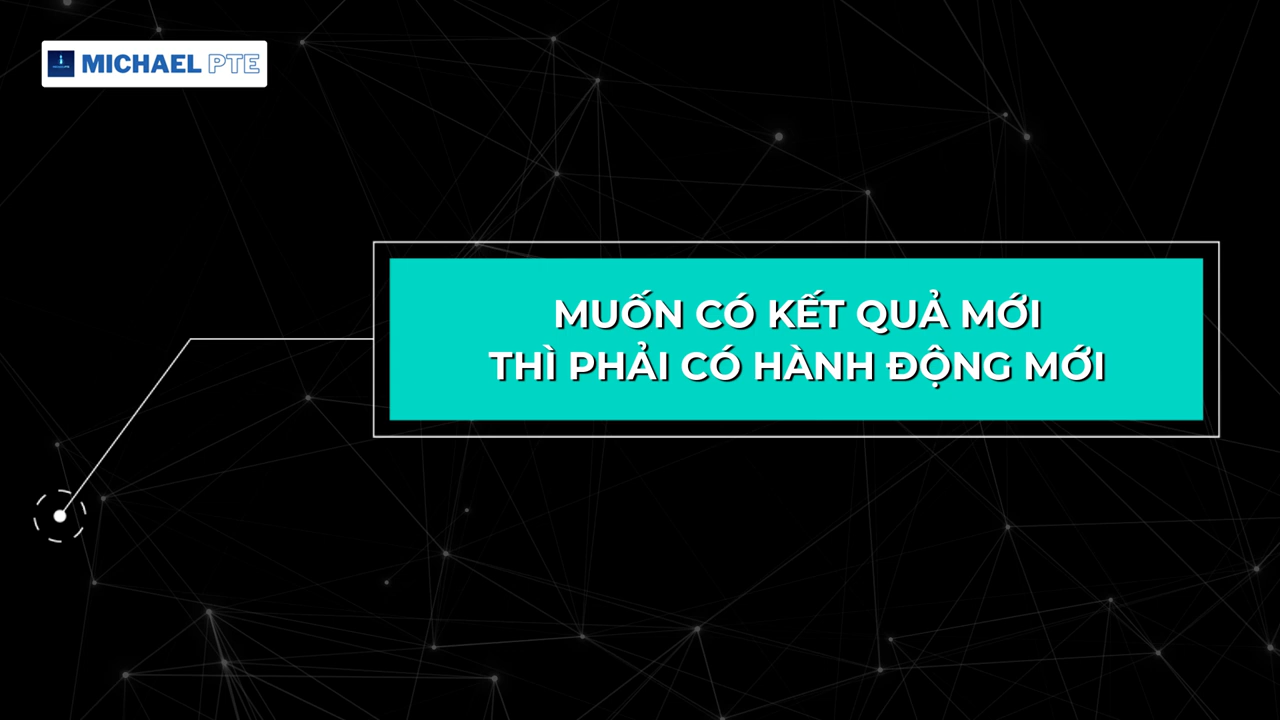 MICHAEL PTE
MUỐN CÓ KẾT QUẢ MỚI
THÌ PHẢI CÓ HÀNH ĐỘNG MỚI